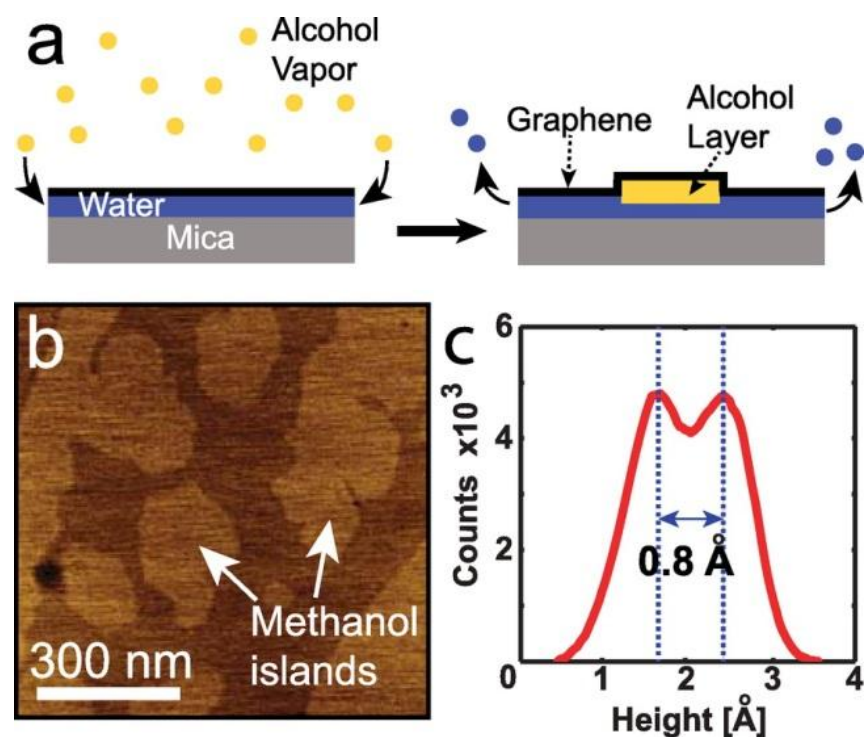 a
Alcohol
Vapor
Water
Mica
Graphene
Alcohol
Layer
b
Methanol
islands
300 nm
c
Counts x10³
6
4
2
0
0.8 Å
0 1 2 3 4
Height [Å]